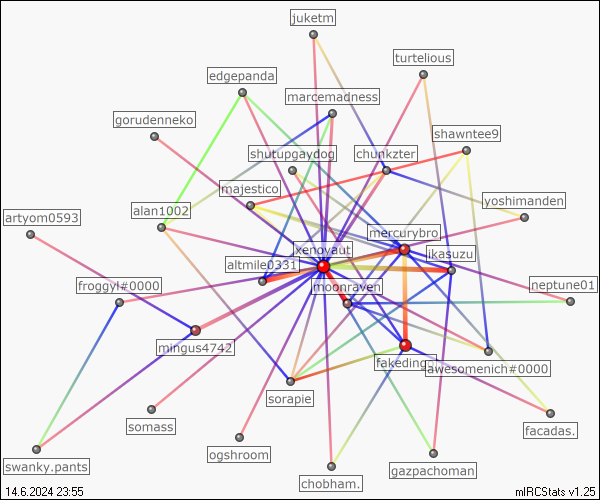 juketm
turtelious
edgepanda
marcemadness
gorudenneko
shawntee9
shutupgaydog
chunkzter
majestico
yoshimanden
alan1002
artyom0593
mercurybro
xenoyaut
ikasuzu
altmile0331
froggyl#0000
moonraven
neptune01
mingus4742
fakeding
awesomenich#0000
sorapie
somass
facadas.
ogshroom
swanky.pants
gazpachoman
chobham.
14.6.2024 23:55
mIRCStats v1.25